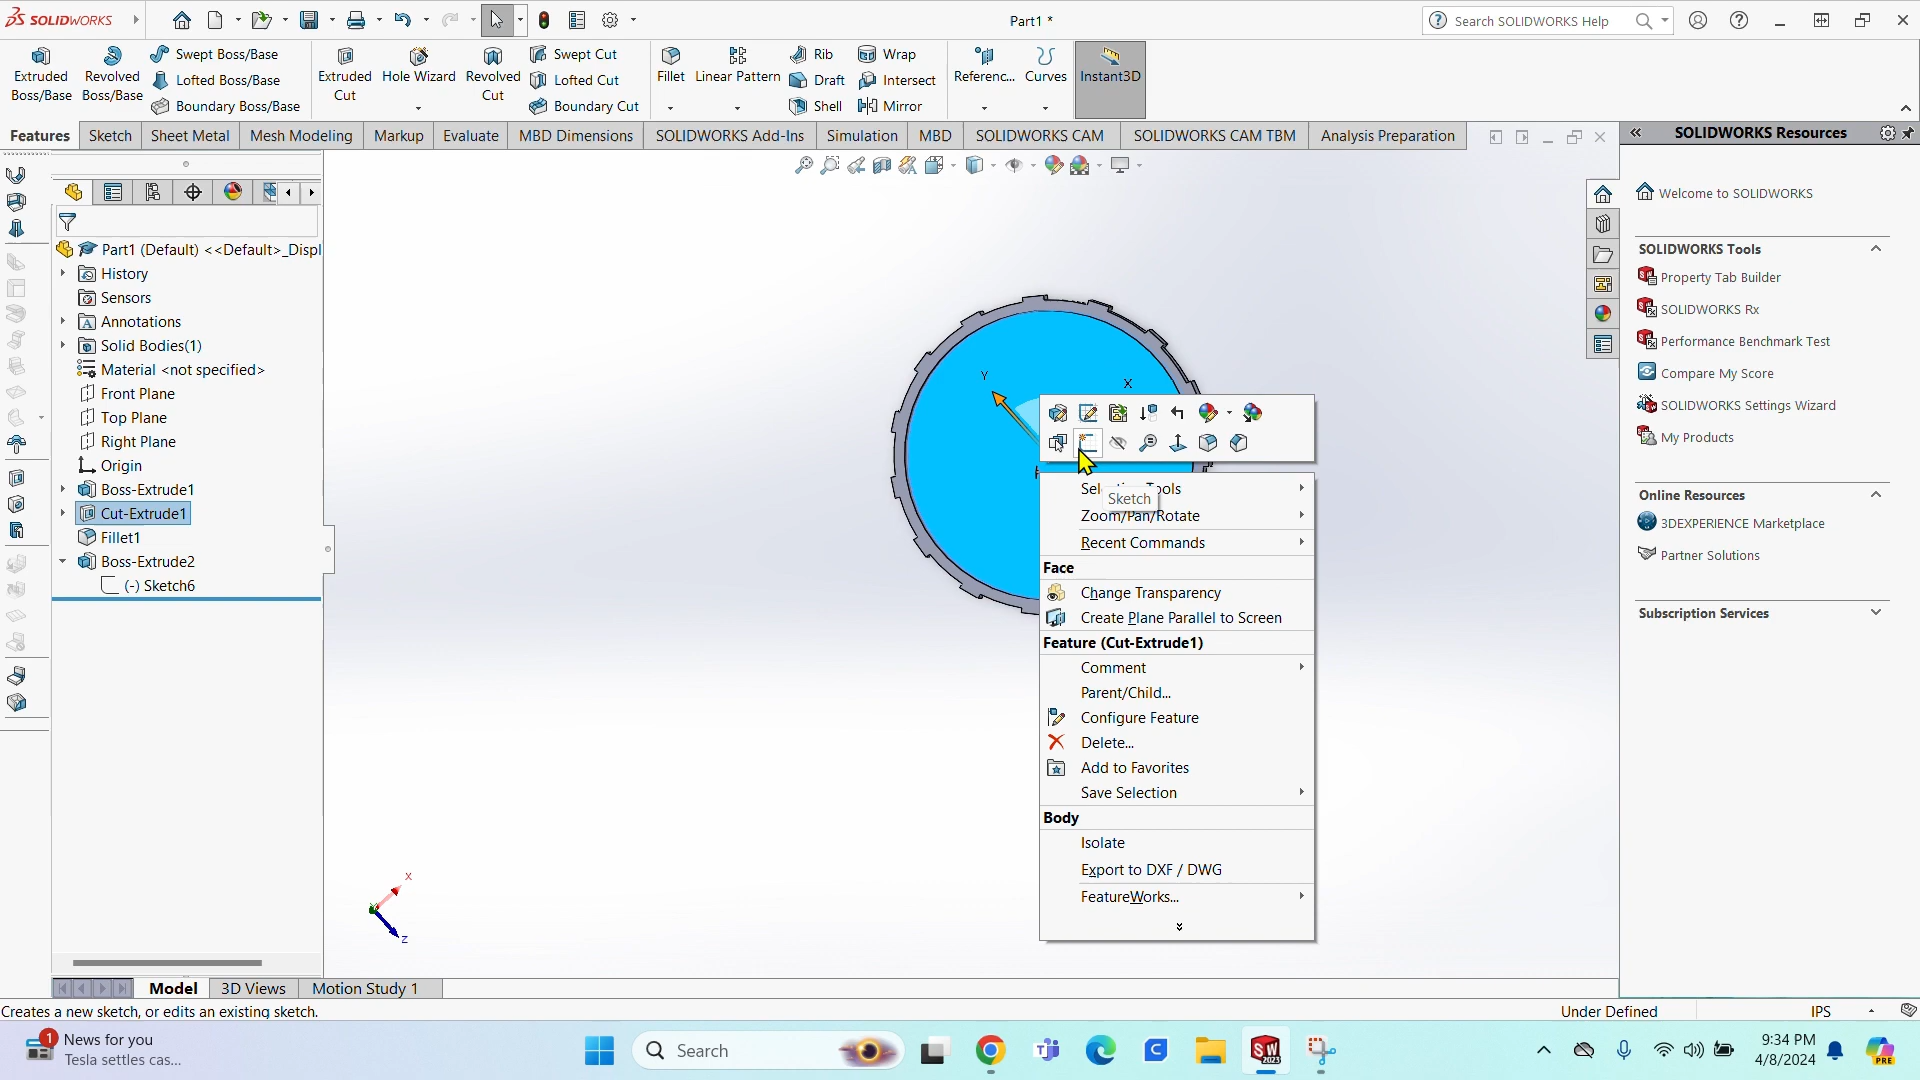 SOLIDWORKS
Part1 *
Search SOLIDWORKS Help
Extruded Boss/Base
Revolved Boss/Base
Swept Boss/Base
Lofted Boss/Base
Boundary Boss/Base
Extruded Cut
Hole Wizard
Revolved Cut
Swept Cut
Lofted Cut
Boundary Cut
Fillet
Linear Pattern
Rib
Draft
Shell
Wrap
Intersect
Mirror
Referenc...
Curves
Instant3D
Features
Sketch
Sheet Metal
Mesh Modeling
Markup
Evaluate
MBD Dimensions
SOLIDWORKS Add-Ins
Simulation
MBD
SOLIDWORKS CAM
SOLIDWORKS CAM TBM
Analysis Preparation
SOLIDWORKS Resources
Part1 (Default) <<Default>_Displ
History
Sensors
Annotations
Solid Bodies(1)
Material <not specified>
Front Plane
Top Plane
Right Plane
Origin
Boss-Extrude1
Cut-Extrude1
Fillet1
Boss-Extrude2
(-) Sketch6
Y
X
Sketch
Zoom/Pan/Rotate
Recent Commands
Face
Change Transparency
Create Plane Parallel to Screen
Feature (Cut-Extrude1)
Comment
Parent/Child...
Configure Feature
Delete...
Add to Favorites
Save Selection
Body
Isolate
Export to DXF / DWG
FeatureWorks...
X
Z
Welcome to SOLIDWORKS
SOLIDWORKS Tools
Property Tab Builder
SOLIDWORKS Rx
Performance Benchmark Test
Compare My Score
SOLIDWORKS Settings Wizard
My Products
Online Resources
3DEXPERIENCE Marketplace
Partner Solutions
Subscription Services
Model
3D Views
Motion Study 1
Creates a new sketch, or edits an existing sketch.
Under Defined
IPS
1
News for you
Tesla settles cas...
Search
SW
2023
9:34 PM
4/8/2024
PRE